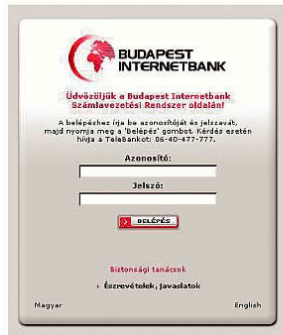 BUDAPEST
INTERNETBANK
Üdvözöljük a Budapest Internetbank
Számlavezetési Rendszer oldalán!
A belépéshez írja be azonosítóját és jelszavát,
majd nyomja meg a 'Belépés' gombot. Kérdés esetén
hívja a TeleBankot: 06-40-477-777.
Azonosító:
Jelszó:
BELÉPÉS
Biztonsági tanácsok
› Észrevételek, javaslatok
Magyar English